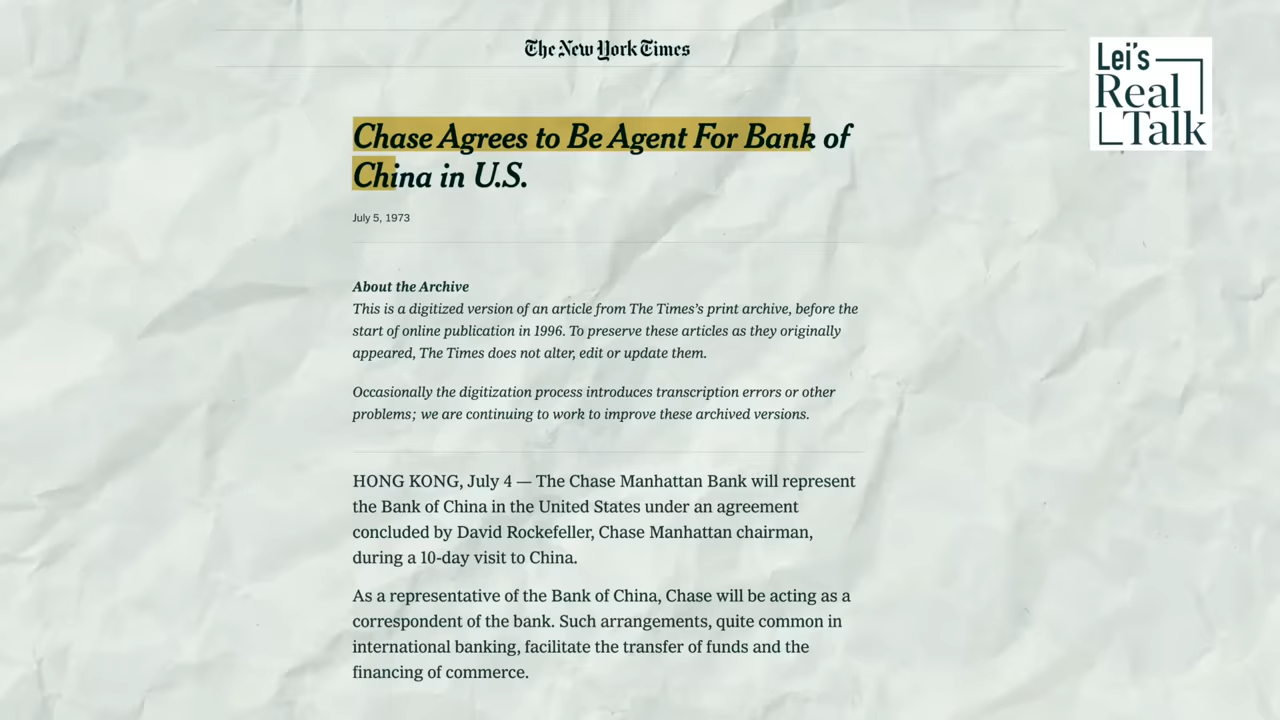 The New York Times
Lei's
Real
Talk
Chase Agrees to Be Agent For Bank of
China in U.S.
July 5, 1973
About the Archive
This is a digitized version of an article from The Times's print archive, before the
start of online publication in 1996. To preserve these articles as they originally
appeared, The Times does not alter, edit or update them.
Occasionally the digitization process introduces transcription errors or other
problems; we are continuing to work to improve these archived versions.
HONG KONG, July 4 — The Chase Manhattan Bank will represent
the Bank of China in the United States under an agreement
concluded by David Rockefeller, Chase Manhattan chairman,
during a 10-day visit to China.
As a representative of the Bank of China, Chase will be acting as a
correspondent of the bank. Such arrangements, quite common in
international banking, facilitate the transfer of funds and the
financing of commerce.